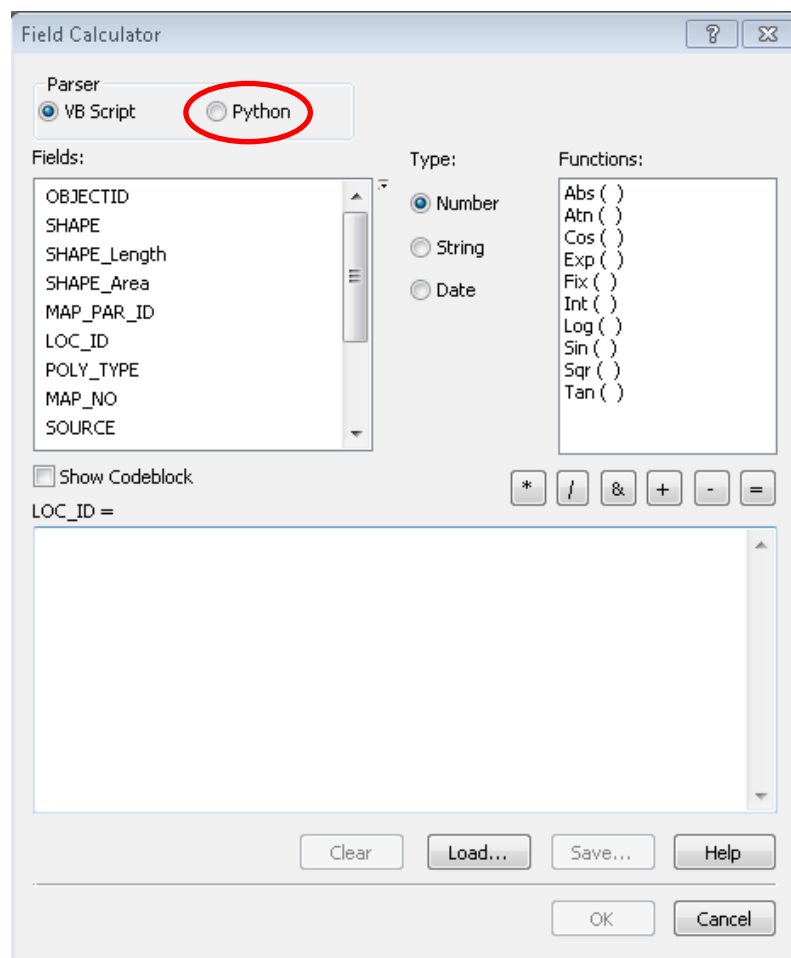 Field Calculator
Parser
VB Script Python
Fields: Type: Functions:
OBJECTID
SHAPE
SHAPE_Length
SHAPE_Area
MAP_PAR_ID
LOC_ID
POLY_TYPE
MAP_NO
SOURCE
Number
String
Date
Abs ( )
Atn ( )
Cos ( )
Exp ( )
Fix ( )
Int ( )
Log ( )
Sin ( )
Sqr ( )
Tan ( )
Show Codeblock
* / & + - =
LOC_ID =
Clear Load... Save... Help
OK Cancel